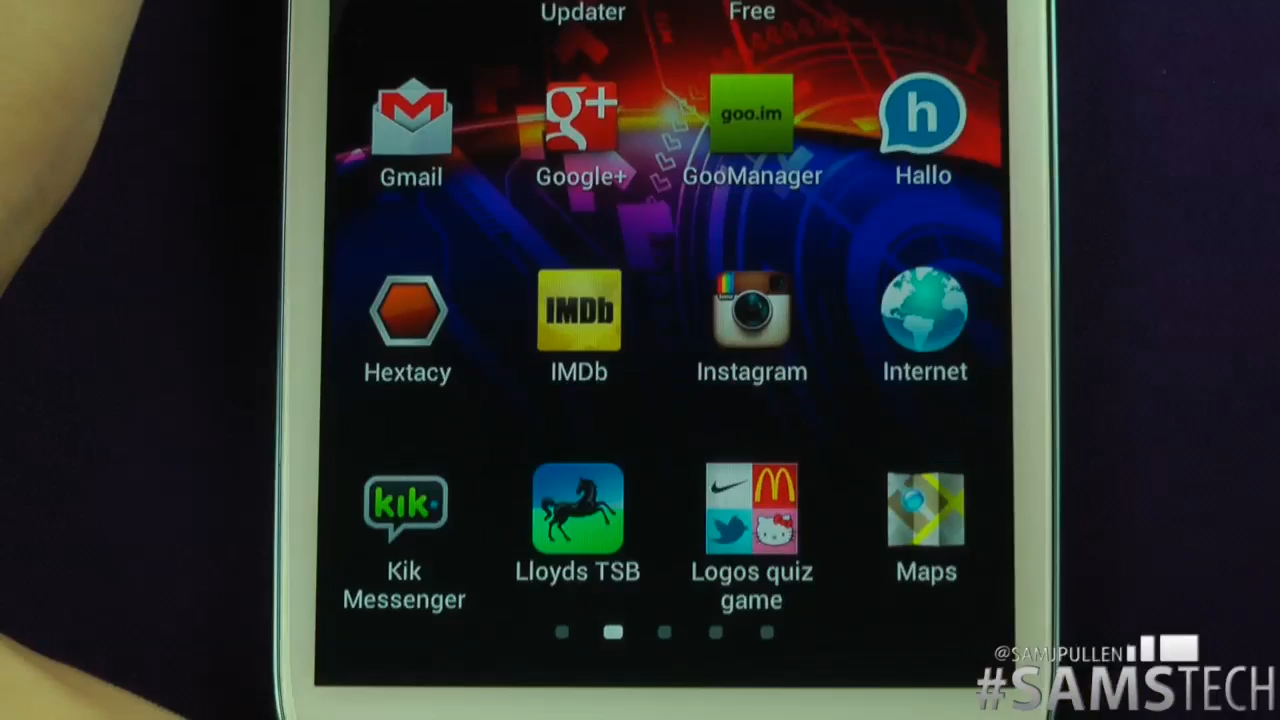 Updater Free
Gmail Google+ GooManager Hallo
g+ goo.im h
IMDb
Hextacy IMDb Instagram Internet
kik
Kik Messenger
Lloyds TSB
Logos quiz game
Maps
@SAMJPULLEN
#SAMSTECH